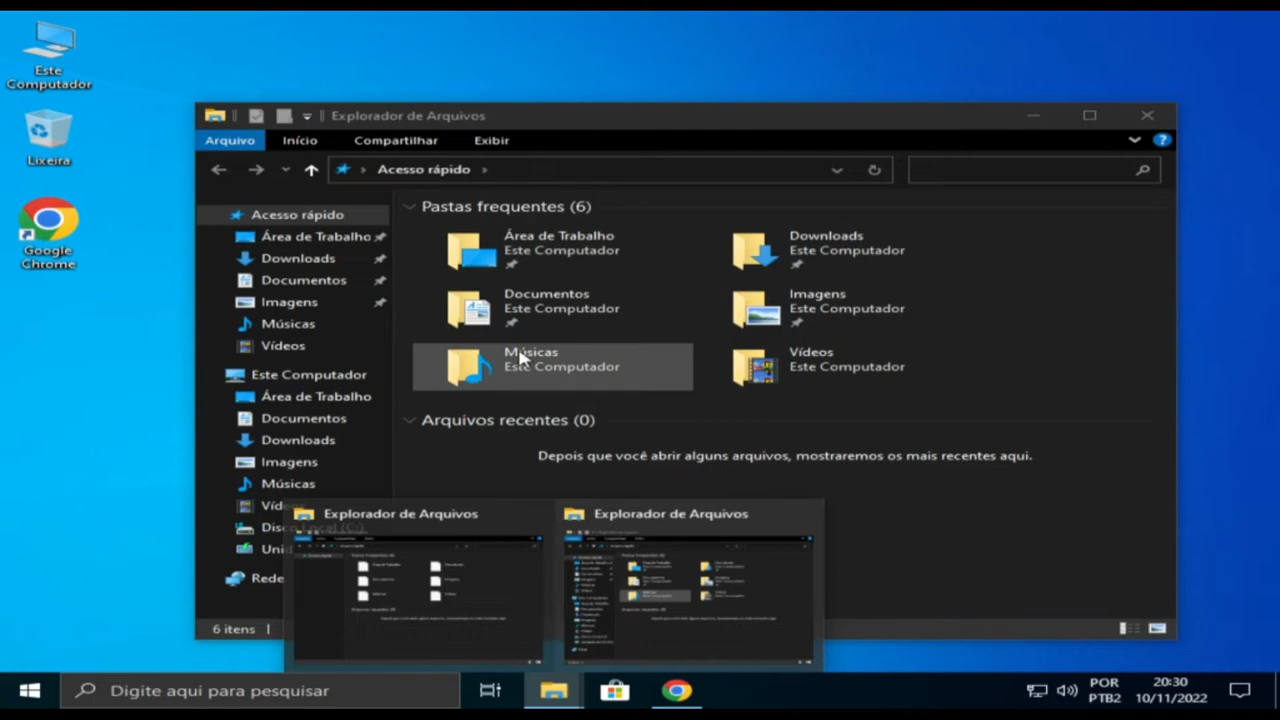 Este
Computador
Lixeira
Google
Chrome
Explorador de Arquivos
Arquivo
Início
Compartilhar
Exibir
Acesso rápido
Acesso rápido
Área de Trabalho
Downloads
Documentos
Imagens
Músicas
Vídeos
Este Computador
Área de Trabalho
Documentos
Downloads
Imagens
Músicas
Disco Local (C:)
Rede
6 itens
Pastas frequentes (6)
Área de Trabalho
Este Computador
Downloads
Este Computador
Documentos
Este Computador
Imagens
Este Computador
Músicas
Este Computador
Vídeos
Este Computador
Arquivos recentes (0)
Depois que você abrir alguns arquivos, mostraremos os mais recentes aqui.
Explorador de Arquivos
Explorador de Arquivos
Digite aqui para pesquisar
POR
PTB2
20:30
10/11/2022